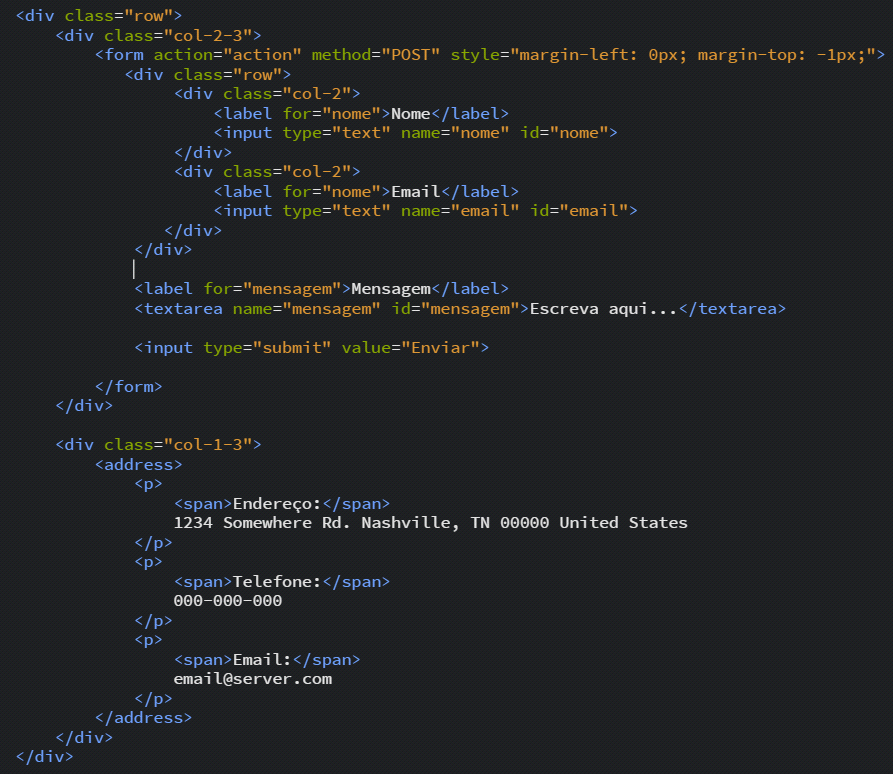 <div class="row">
<div class="col-2-3">
<form action="action" method="POST" style="margin-left: 0px; margin-top: -1px;">
<div class="row">
<div class="col-2">
<label for="nome">Nome</label>
<input type="text" name="nome" id="nome">
</div>
<div class="col-2">
<label for="nome">Email</label>
<input type="text" name="email" id="email">
</div>
</div>
<label for="mensagem">Mensagem</label>
<textarea name="mensagem" id="mensagem">Escreva aqui...</textarea>
<input type="submit" value="Enviar">
</form>
</div>
<div class="col-1-3">
<address>
<p>
<span>Endereço:</span>
1234 Somewhere Rd. Nashville, TN 00000 United States
</p>
<p>
<span>Telefone:</span>
000-000-000
</p>
<p>
<span>Email:</span>
email@server.com
</p>
</address>
</div>
</div>